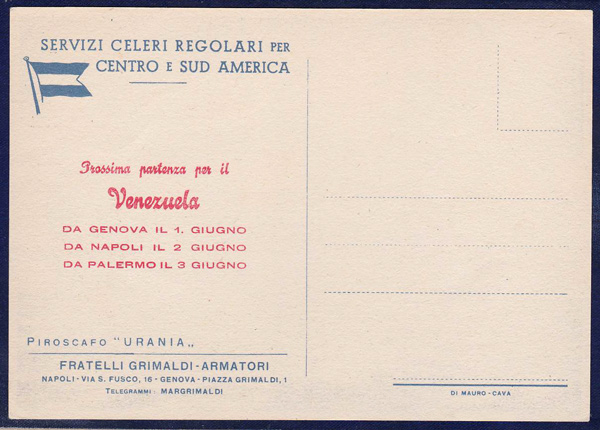 SERVIZI CELERI REGOLARI PER
CENTRO E SUD AMERICA
Prossima partenza per il
Venezuela
DA GENOVA IL 1. GIUGNO
DA NAPOLI IL 2 GIUGNO
DA PALERMO IL 3 GIUGNO
PIROSCAFO "URANIA„
FRATELLI GRIMALDI-ARMATORI
NAPOLI-VIA S. FUSCO, 16 - GENOVA - PIAZZA GRIMALDI, 1
TELEGRAMMI: MARGRIMALDI
DI MAURO - CAVA